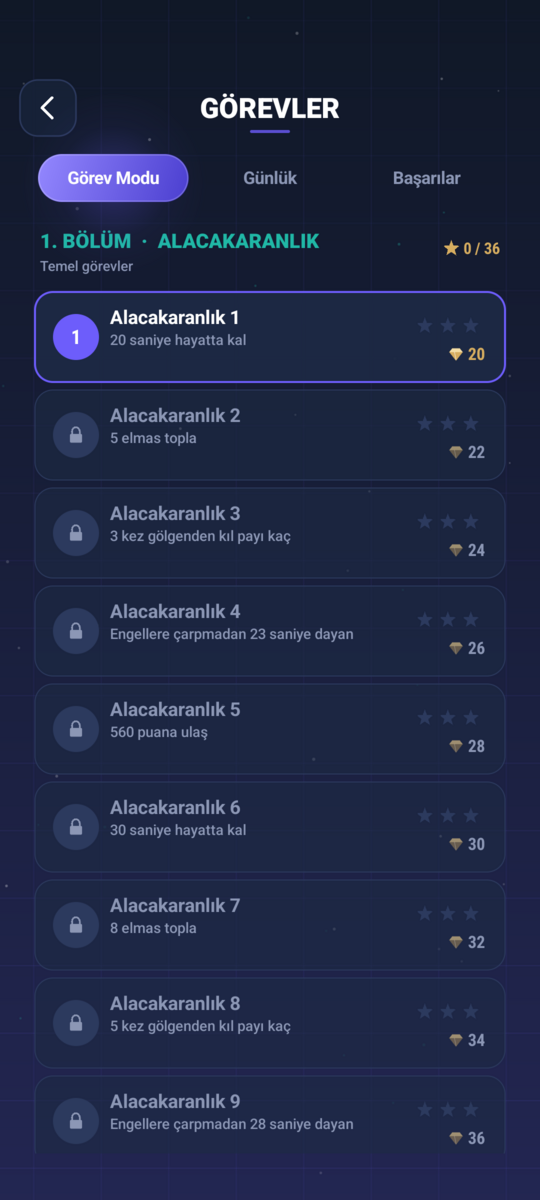 GÖREVLER
Görev Modu
Günlük
Başarılar
1. BÖLÜM · ALACAKARANLIK
0 / 36
Temel görevler
1
Alacakaranlık 1
20 saniye hayatta kal
20
Alacakaranlık 2
5 elmas topla
22
Alacakaranlık 3
3 kez gölgenden kıl payı kaç
24
Alacakaranlık 4
Engellere çarpmadan 23 saniye dayan
26
Alacakaranlık 5
560 puana ulaş
28
Alacakaranlık 6
30 saniye hayatta kal
30
Alacakaranlık 7
8 elmas topla
32
Alacakaranlık 8
5 kez gölgenden kıl payı kaç
34
Alacakaranlık 9
Engellere çarpmadan 28 saniye dayan
36